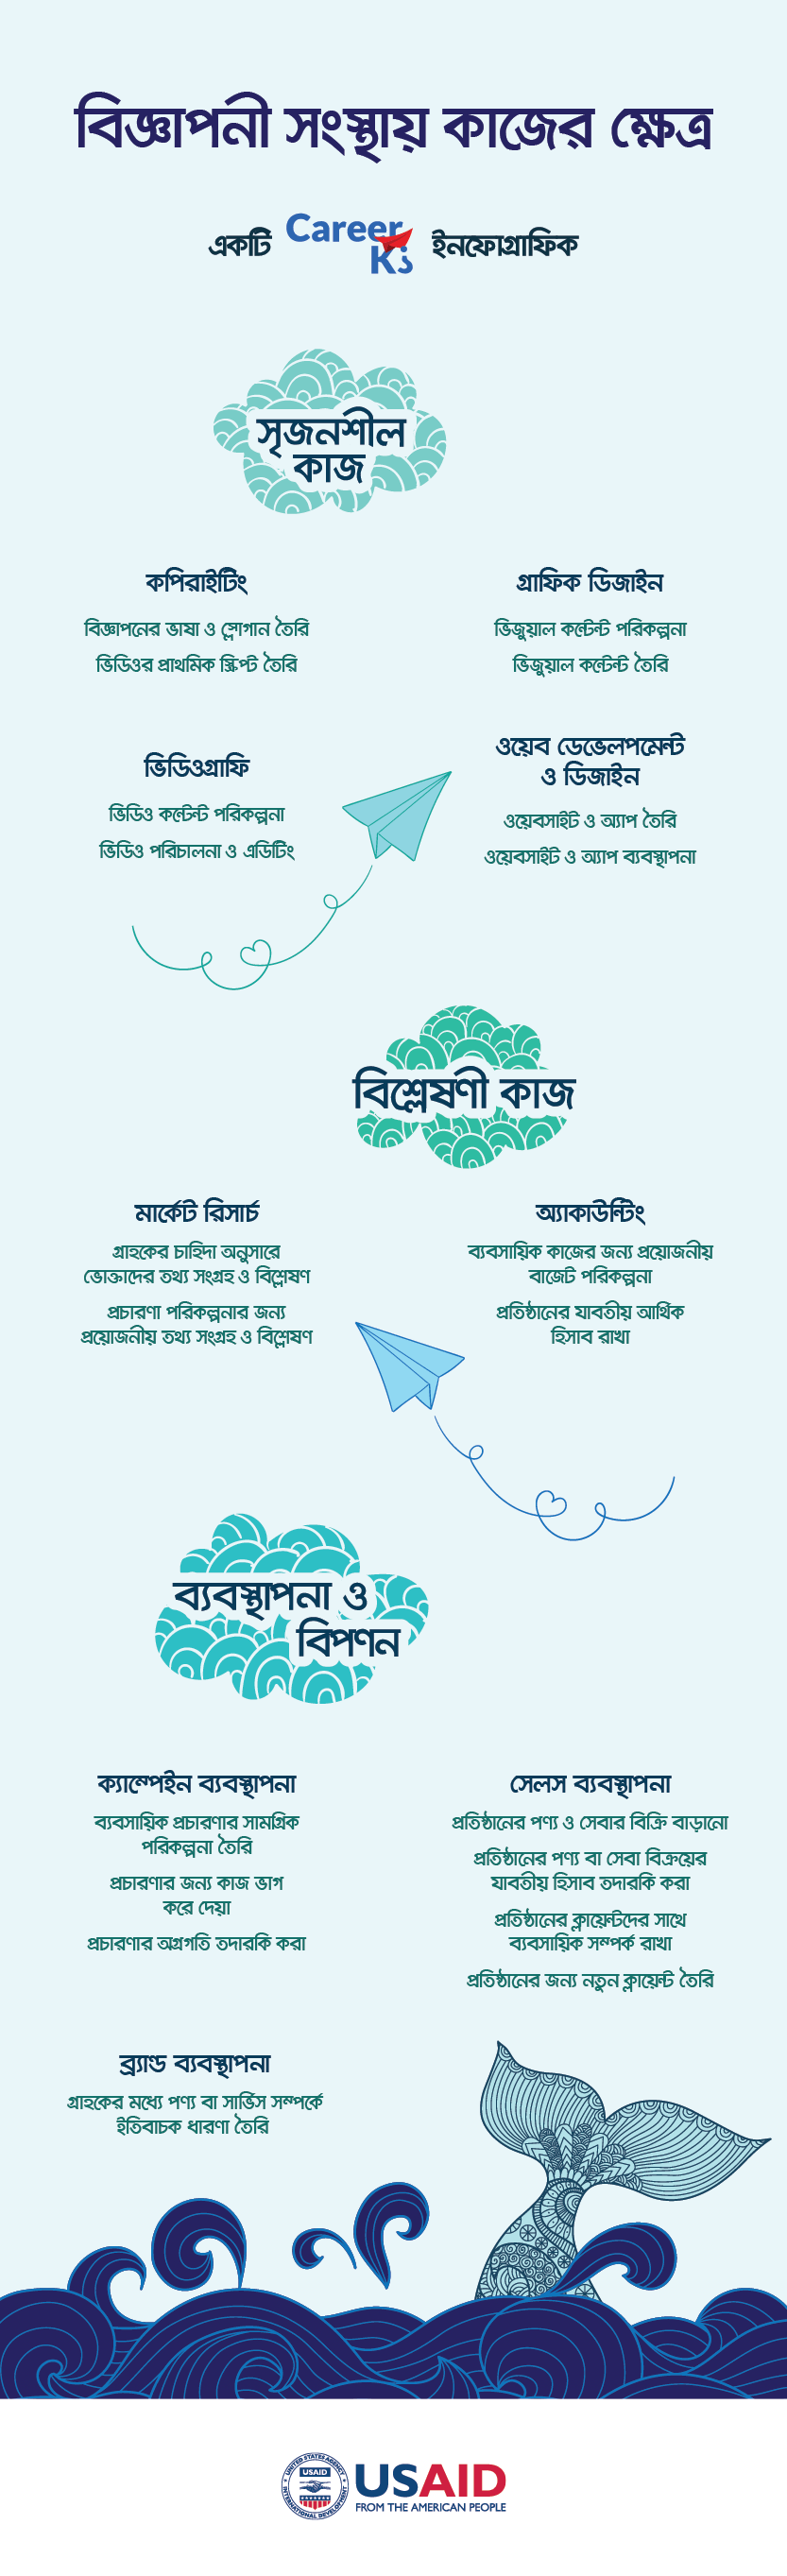 বিজ্ঞাপনী সংস্থায় কাজের ক্ষেত্র
একটি Career কি ইনফোগ্রাফিক
সৃজনশীল
কাজ
কপিরাইটিং
বিজ্ঞাপনের ভাষা ও স্লোগান তৈরি
ভিডিওর প্রাথমিক স্ক্রিপ্ট তৈরি
গ্রাফিক ডিজাইন
ভিজুয়াল কন্টেন্ট পরিকল্পনা
ভিজুয়াল কন্টেন্ট তৈরি
ভিডিওগ্রাফি
ভিডিও কন্টেন্ট পরিকল্পনা
ভিডিও পরিচালনা ও এডিটিং
ওয়েব ডেভেলপমেন্ট
ও ডিজাইন
ওয়েবসাইট ও অ্যাপ তৈরি
ওয়েবসাইট ও অ্যাপ ব্যবস্থাপনা
বিশ্লেষণী কাজ
মার্কেট রিসার্চ
গ্রাহকের চাহিদা অনুসারে
ভোক্তাদের তথ্য সংগ্রহ ও বিশ্লেষণ
প্রচারণা পরিকল্পনার জন্য
প্রয়োজনীয় তথ্য সংগ্রহ ও বিশ্লেষণ
অ্যাকাউন্টিং
ব্যবসায়িক কাজের জন্য প্রয়োজনীয়
বাজেট পরিকল্পনা
প্রতিষ্ঠানের যাবতীয় আর্থিক
হিসাব রাখা
ব্যবস্থাপনা ও
বিপণন
ক্যাম্পেইন ব্যবস্থাপনা
ব্যবসায়িক প্রচারণার সামগ্রিক
পরিকল্পনা তৈরি
প্রচারণার জন্য কাজ ভাগ
করে দেয়া
প্রচারণার অগ্রগতি তদারকি করা
সেলস ব্যবস্থাপনা
প্রতিষ্ঠানের পণ্য ও সেবার বিক্রি বাড়ানো
প্রতিষ্ঠানের পণ্য বা সেবা বিক্রয়ের
যাবতীয় হিসাব তদারকি করা
প্রতিষ্ঠানের ক্লায়েন্টদের সাথে
ব্যবসায়িক সম্পর্ক রাখা
প্রতিষ্ঠানের জন্য নতুন ক্লায়েন্ট তৈরি
ব্র্যান্ড ব্যবস্থাপনা
গ্রাহকের মধ্যে পণ্য বা সার্ভিস সম্পর্কে
ইতিবাচক ধারণা তৈরি
UNITED STATES AGENCY
USAID
INTERNATIONAL DEVELOPMENT
USAID
FROM THE AMERICAN PEOPLE